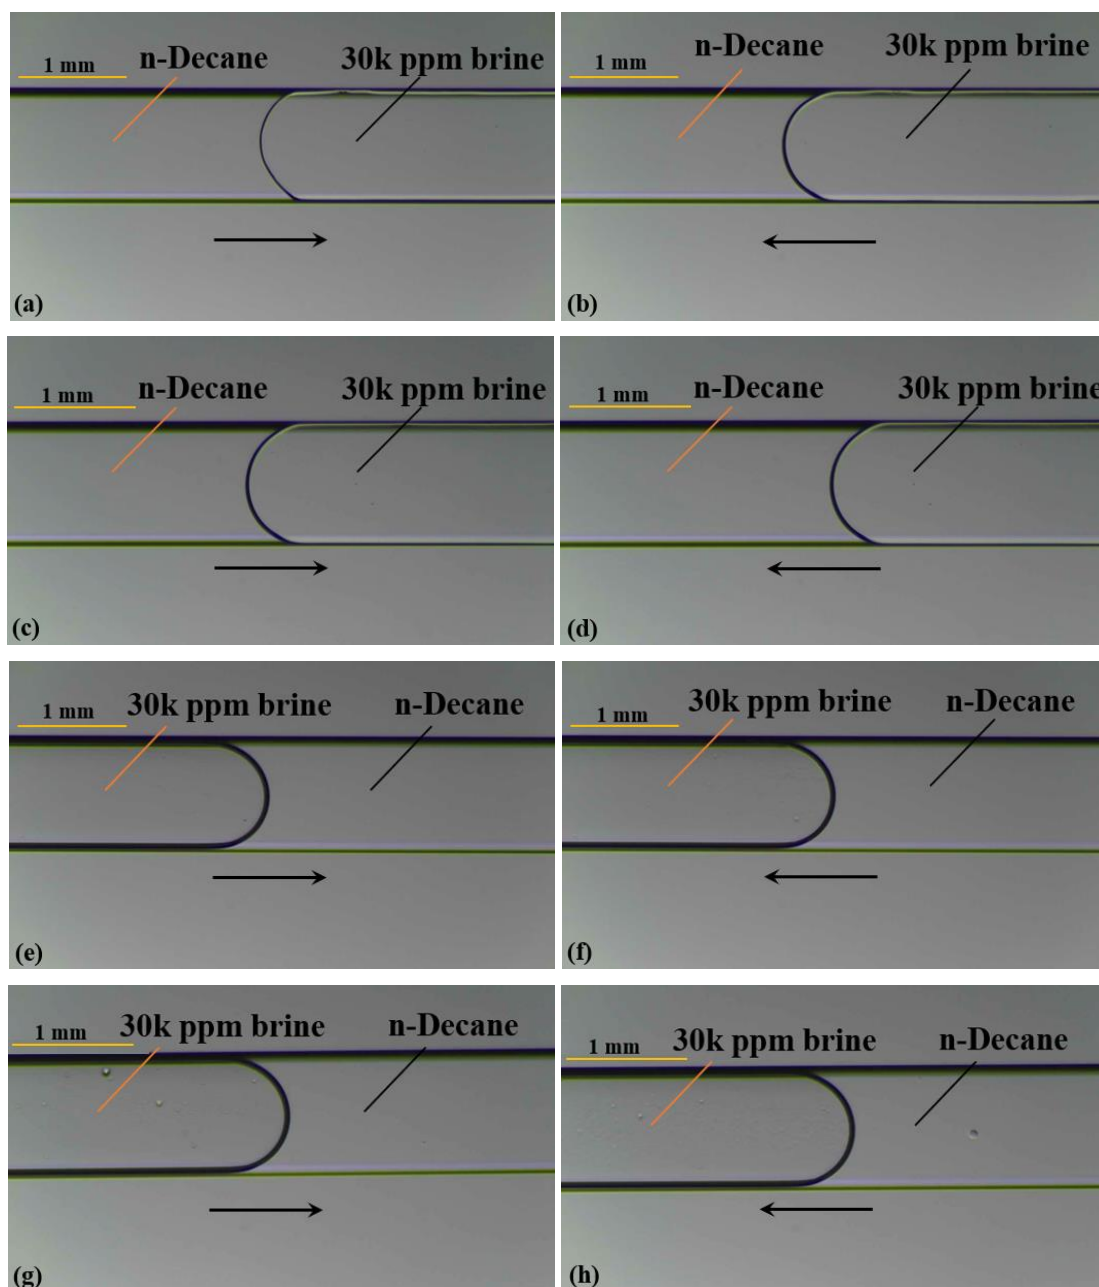 1 mm n-Decane 30k ppm brine
(a)
1 mm n-Decane 30k ppm brine
(b)
1 mm n-Decane 30k ppm brine
(c)
1 mm n-Decane 30k ppm brine
(d)
1 mm 30k ppm brine n-Decane
(e)
1 mm 30k ppm brine n-Decane
(f)
1 mm 30k ppm brine n-Decane
(g)
1 mm 30k ppm brine n-Decane
(h)